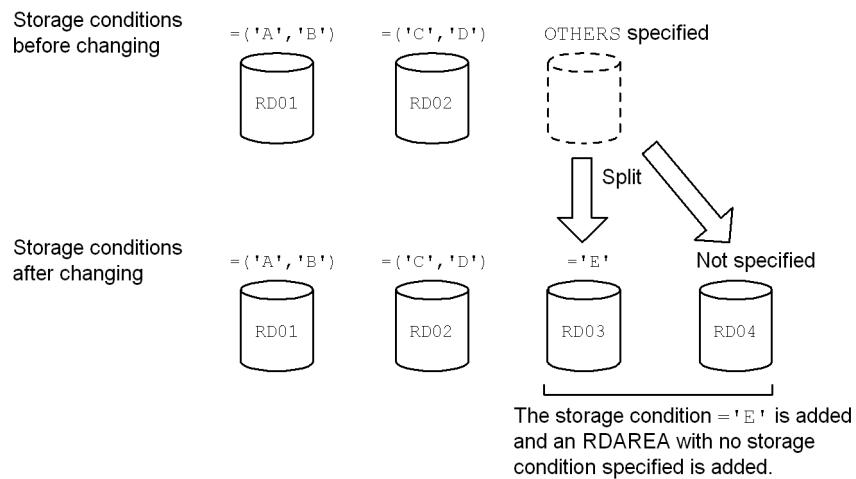 Storage conditions
before changing
=('A','B')
=('C','D')
OTHERS specified
RD01
RD02
Split
Storage conditions
after changing
=('A','B')
=('C','D')
='E'
Not specified
RD01
RD02
RD03
RD04
The storage condition ='E' is added
and an RDAREA with no storage
condition specified is added.